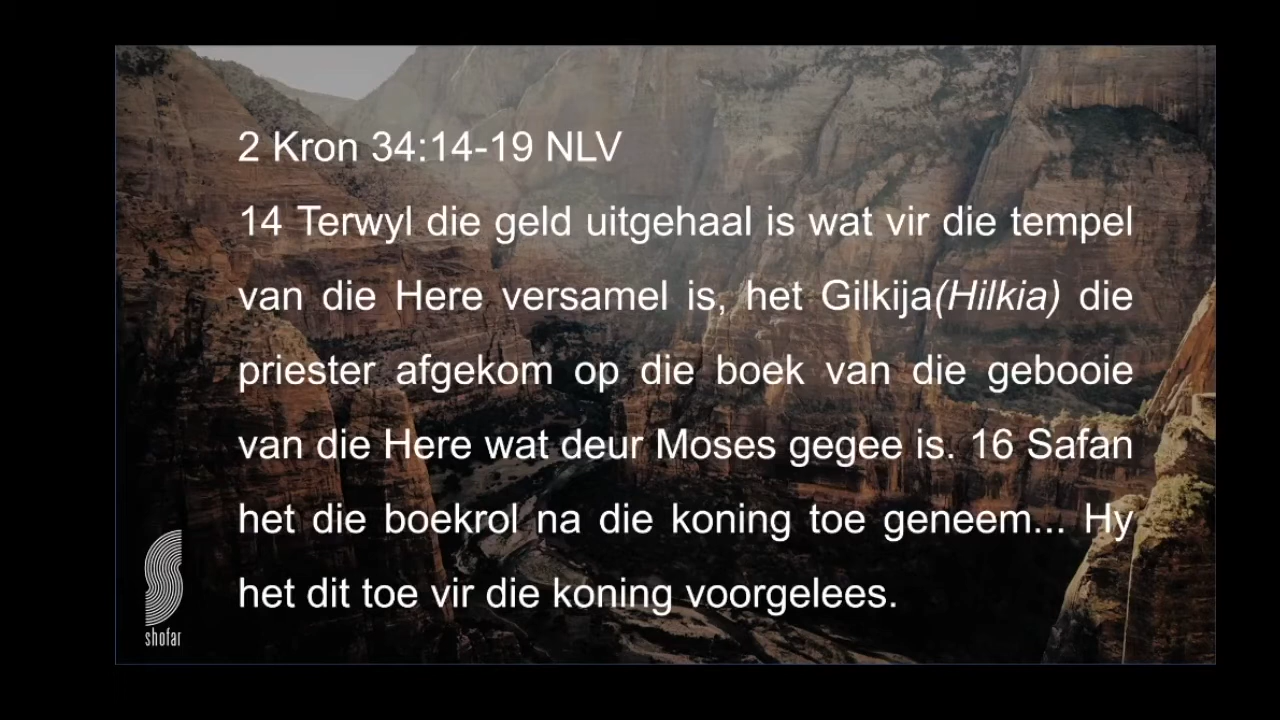 2 Kron 34:14-19 NLV
14 Terwyl die geld uitgehaal is wat vir die tempel
van die Here versamel is, het Gilkija(Hilkia) die
priester afgekom op die boek van die gebooie
van die Here wat deur Moses gegee is. 16 Safan
het die boekrol na die koning toe geneem... Hy
het dit toe vir die koning voorgelees.
shofar